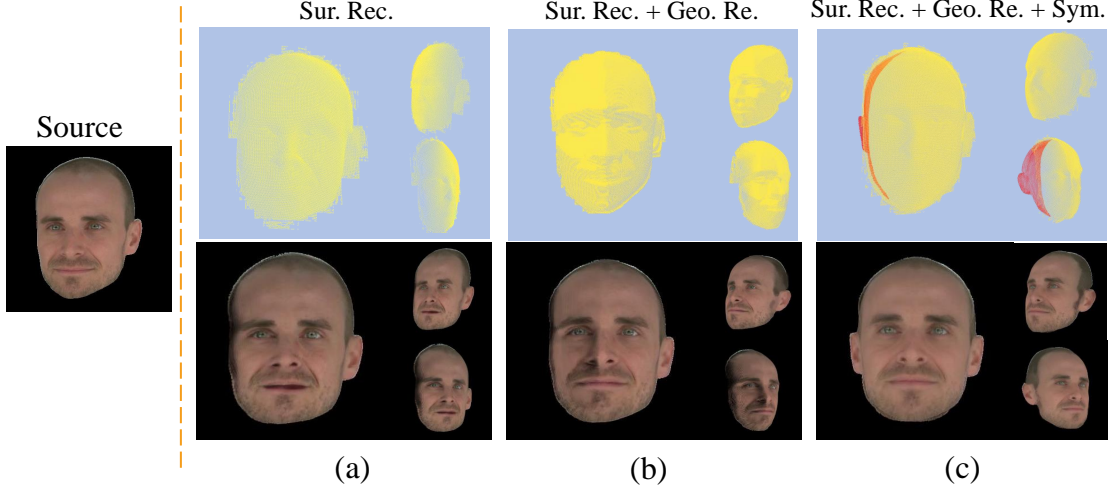 Sur. Rec.
Sur. Rec. + Geo. Re.
Sur. Rec. + Geo. Re. + Sym.
Source
(a)
(b)
(c)